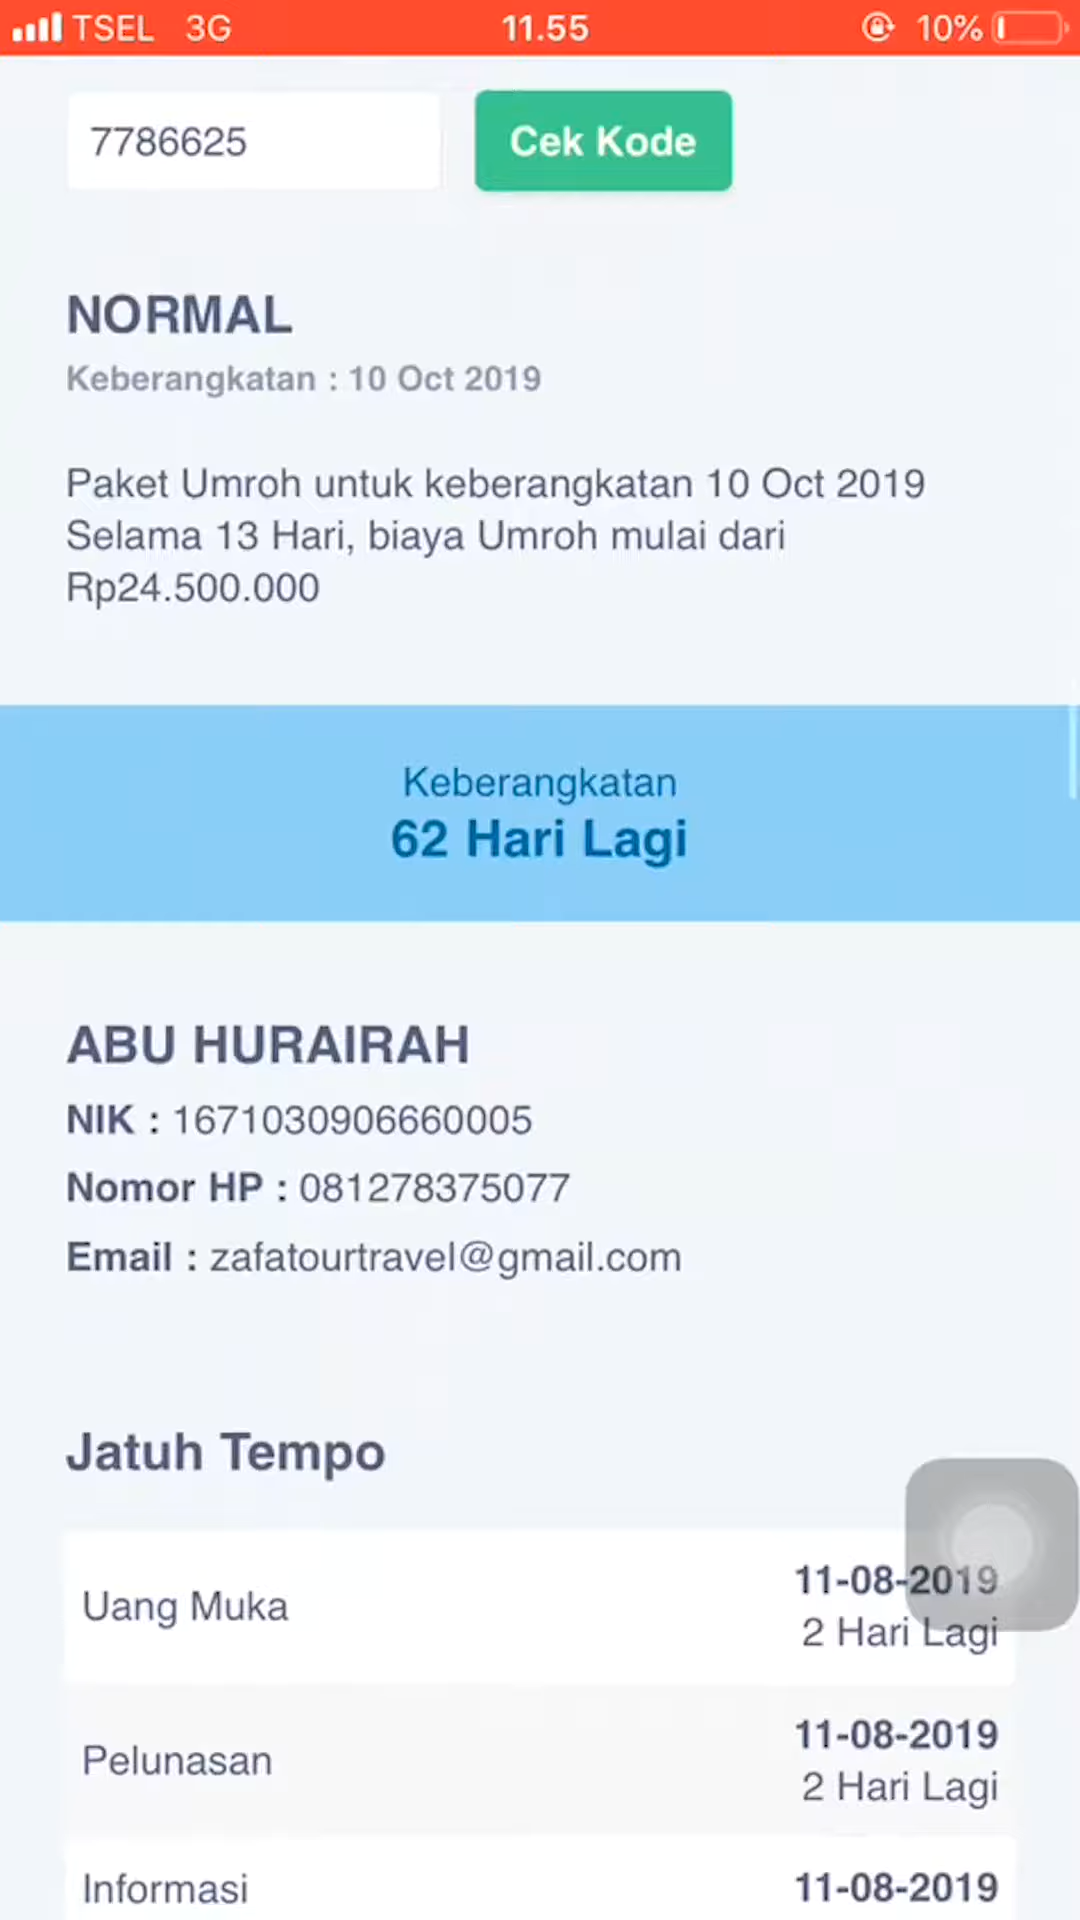 TSEL 3G 11.55 10%
7786625 Cek Kode
NORMAL
Keberangkatan : 10 Oct 2019
Paket Umroh untuk keberangkatan 10 Oct 2019
Selama 13 Hari, biaya Umroh mulai dari
Rp24.500.000
Keberangkatan
62 Hari Lagi
ABU HURAIRAH
NIK : 1671030906660005
Nomor HP : 081278375077
Email : zafatourtravel@gmail.com
Jatuh Tempo
Uang Muka
11-08-2019
2 Hari Lagi
Pelunasan
11-08-2019
2 Hari Lagi
Informasi
11-08-2019